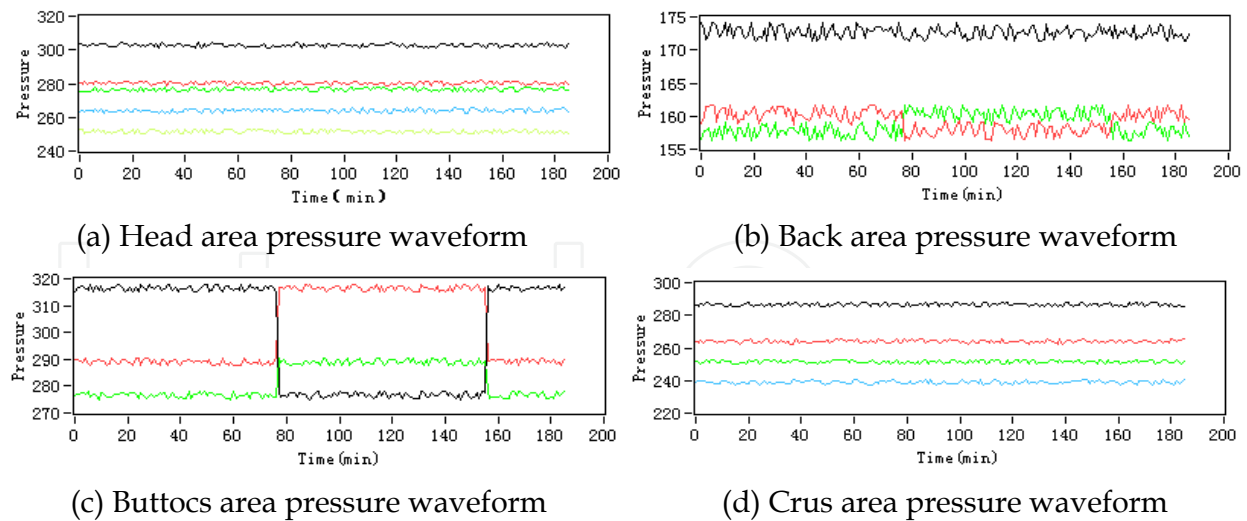 320
300
280
260
240
Pressure
0 20 40 60 80 100 120 140 160 180 200
Time( min)
(a) Head area pressure waveform
175
170
165
160
155
Pressure
0 20 40 60 80 100 120 140 160 180 200
Time(min)
(b) Back area pressure waveform
320
310
300
290
280
270
Pressure
0 20 40 60 80 100 120 140 160 180 200
Time(min)
(c) Buttocs area pressure waveform
300
280
260
240
220
Pressure
0 20 40 60 80 100 120 140 160 180 200
Time(min)
(d) Crus area pressure waveform